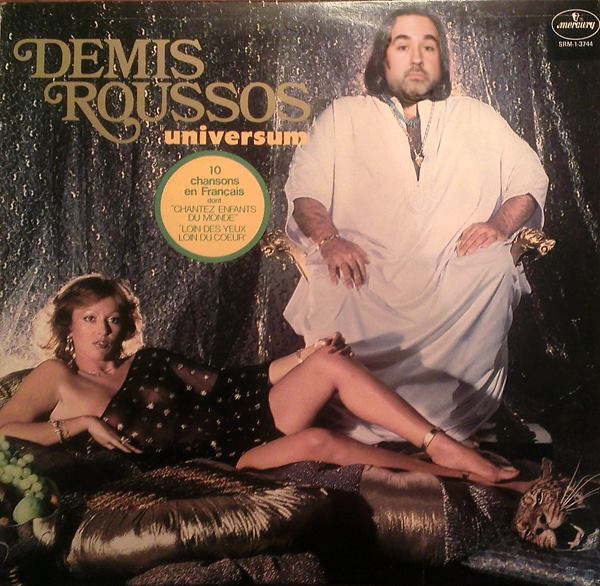 DEMIS
ROUSSOS
universum
mercury
SRM-1-3744
10
chansons
en Français
dont
"CHANTEZ ENFANTS
DU MONDE"
"LOIN DES YEUX
LOIN DU COEUR"